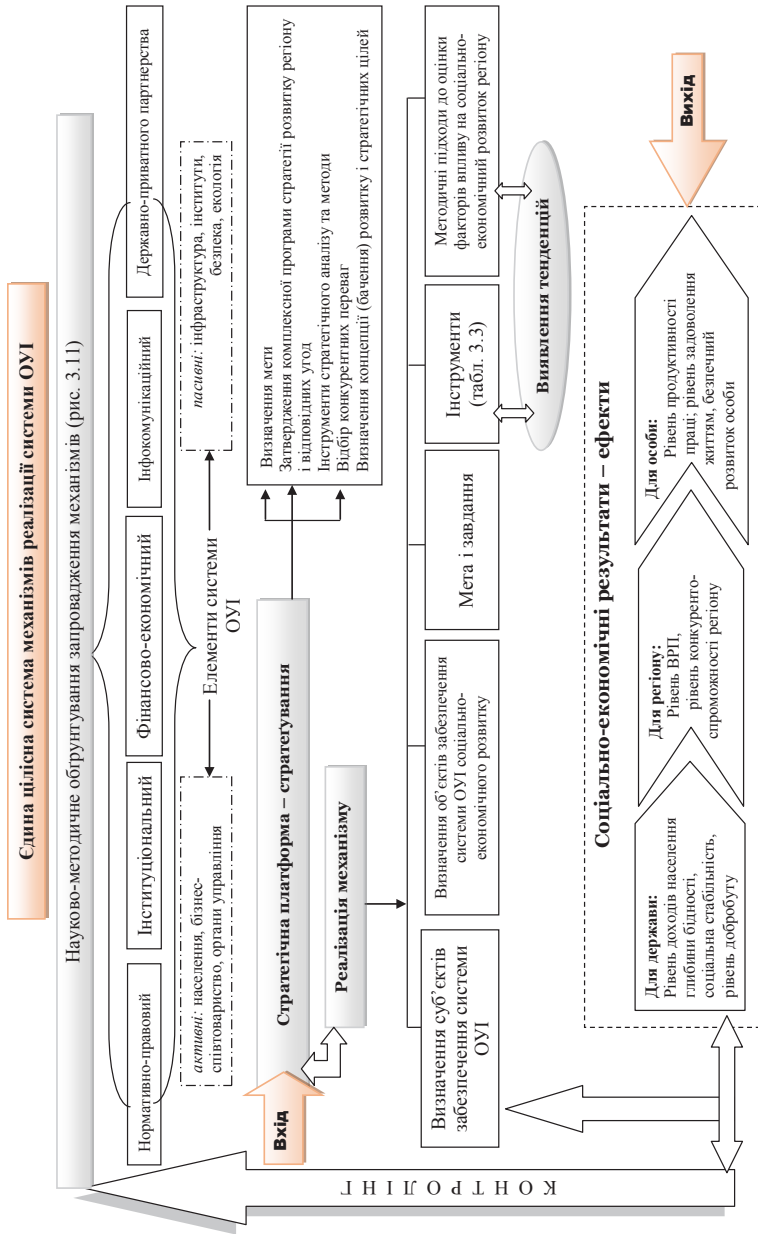 Єдина цілісна система механізмів реалізації системи ОУІ
Науково-методичне обґрунтування запровадження механізмів (рис. 3.11)
Нормативно-правовий
Інституціональний
Фінансово-економічний
Інфокомунікаційний
Державно-приватного партнерства
активні: населення, бізнес-
співтовариство, органи управління
Елементи системи
ОУІ
пасивні: інфраструктура, інститути,
безпека, екологія
Вхід
Стратегічна платформа – стратегування
Визначення мети
Затвердження комплексної програми стратегії розвитку регіону
і відповідних угод
Інструменти стратегічного аналізу та методи
Відбір конкурентних переваг
Визначення концепції (бачення) розвитку і стратегічних цілей
Реалізація механізму
Визначення суб’єктів
забезпечення системи
ОУІ
Визначення об’єктів забезпечення
системи ОУІ соціально-
економічного розвитку
Мета і завдання
Інструменти
(табл. 3.3)
Методичні підходи до оцінки
факторів впливу на соціально-
економічний розвиток регіону
Виявлення тенденцій
КОНТРОЛІНГ
Соціально-економічні результати – ефекти
Для держави:
Рівень доходів населення
глибини бідності,
соціальна стабільність,
рівень добробуту
Для регіону:
Рівень ВРП,
рівень конкуренто-
спроможності регіону
Для особи:
Рівень продуктивності
праці; рівень задоволення
життям, безпечний
розвиток особи
Вихід